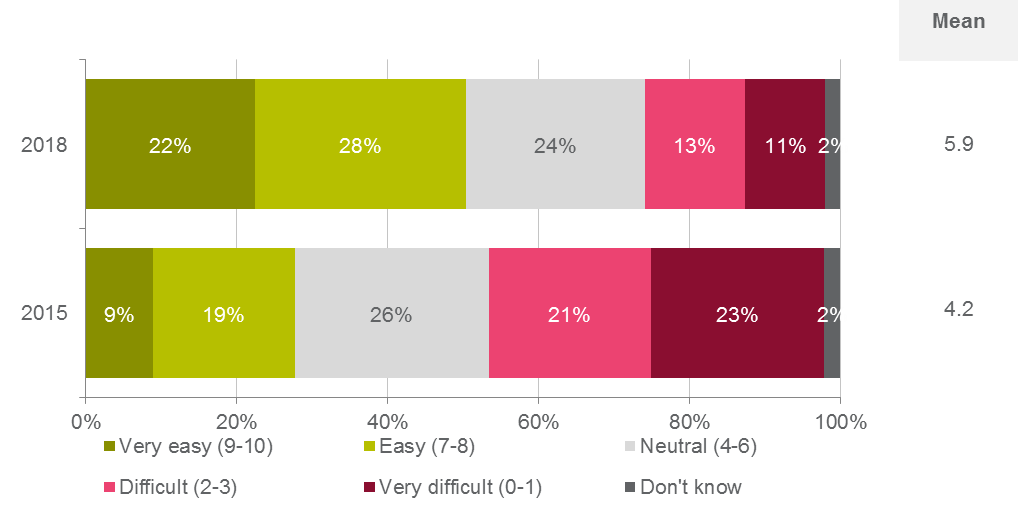 Mean
2018 22% 28% 24% 13% 11% 2% 5.9
2015 9% 19% 26% 21% 23% 2% 4.2
0% 20% 40% 60% 80% 100%
Very easy (9-10) Easy (7-8) Neutral (4-6)
Difficult (2-3) Very difficult (0-1) Don't know